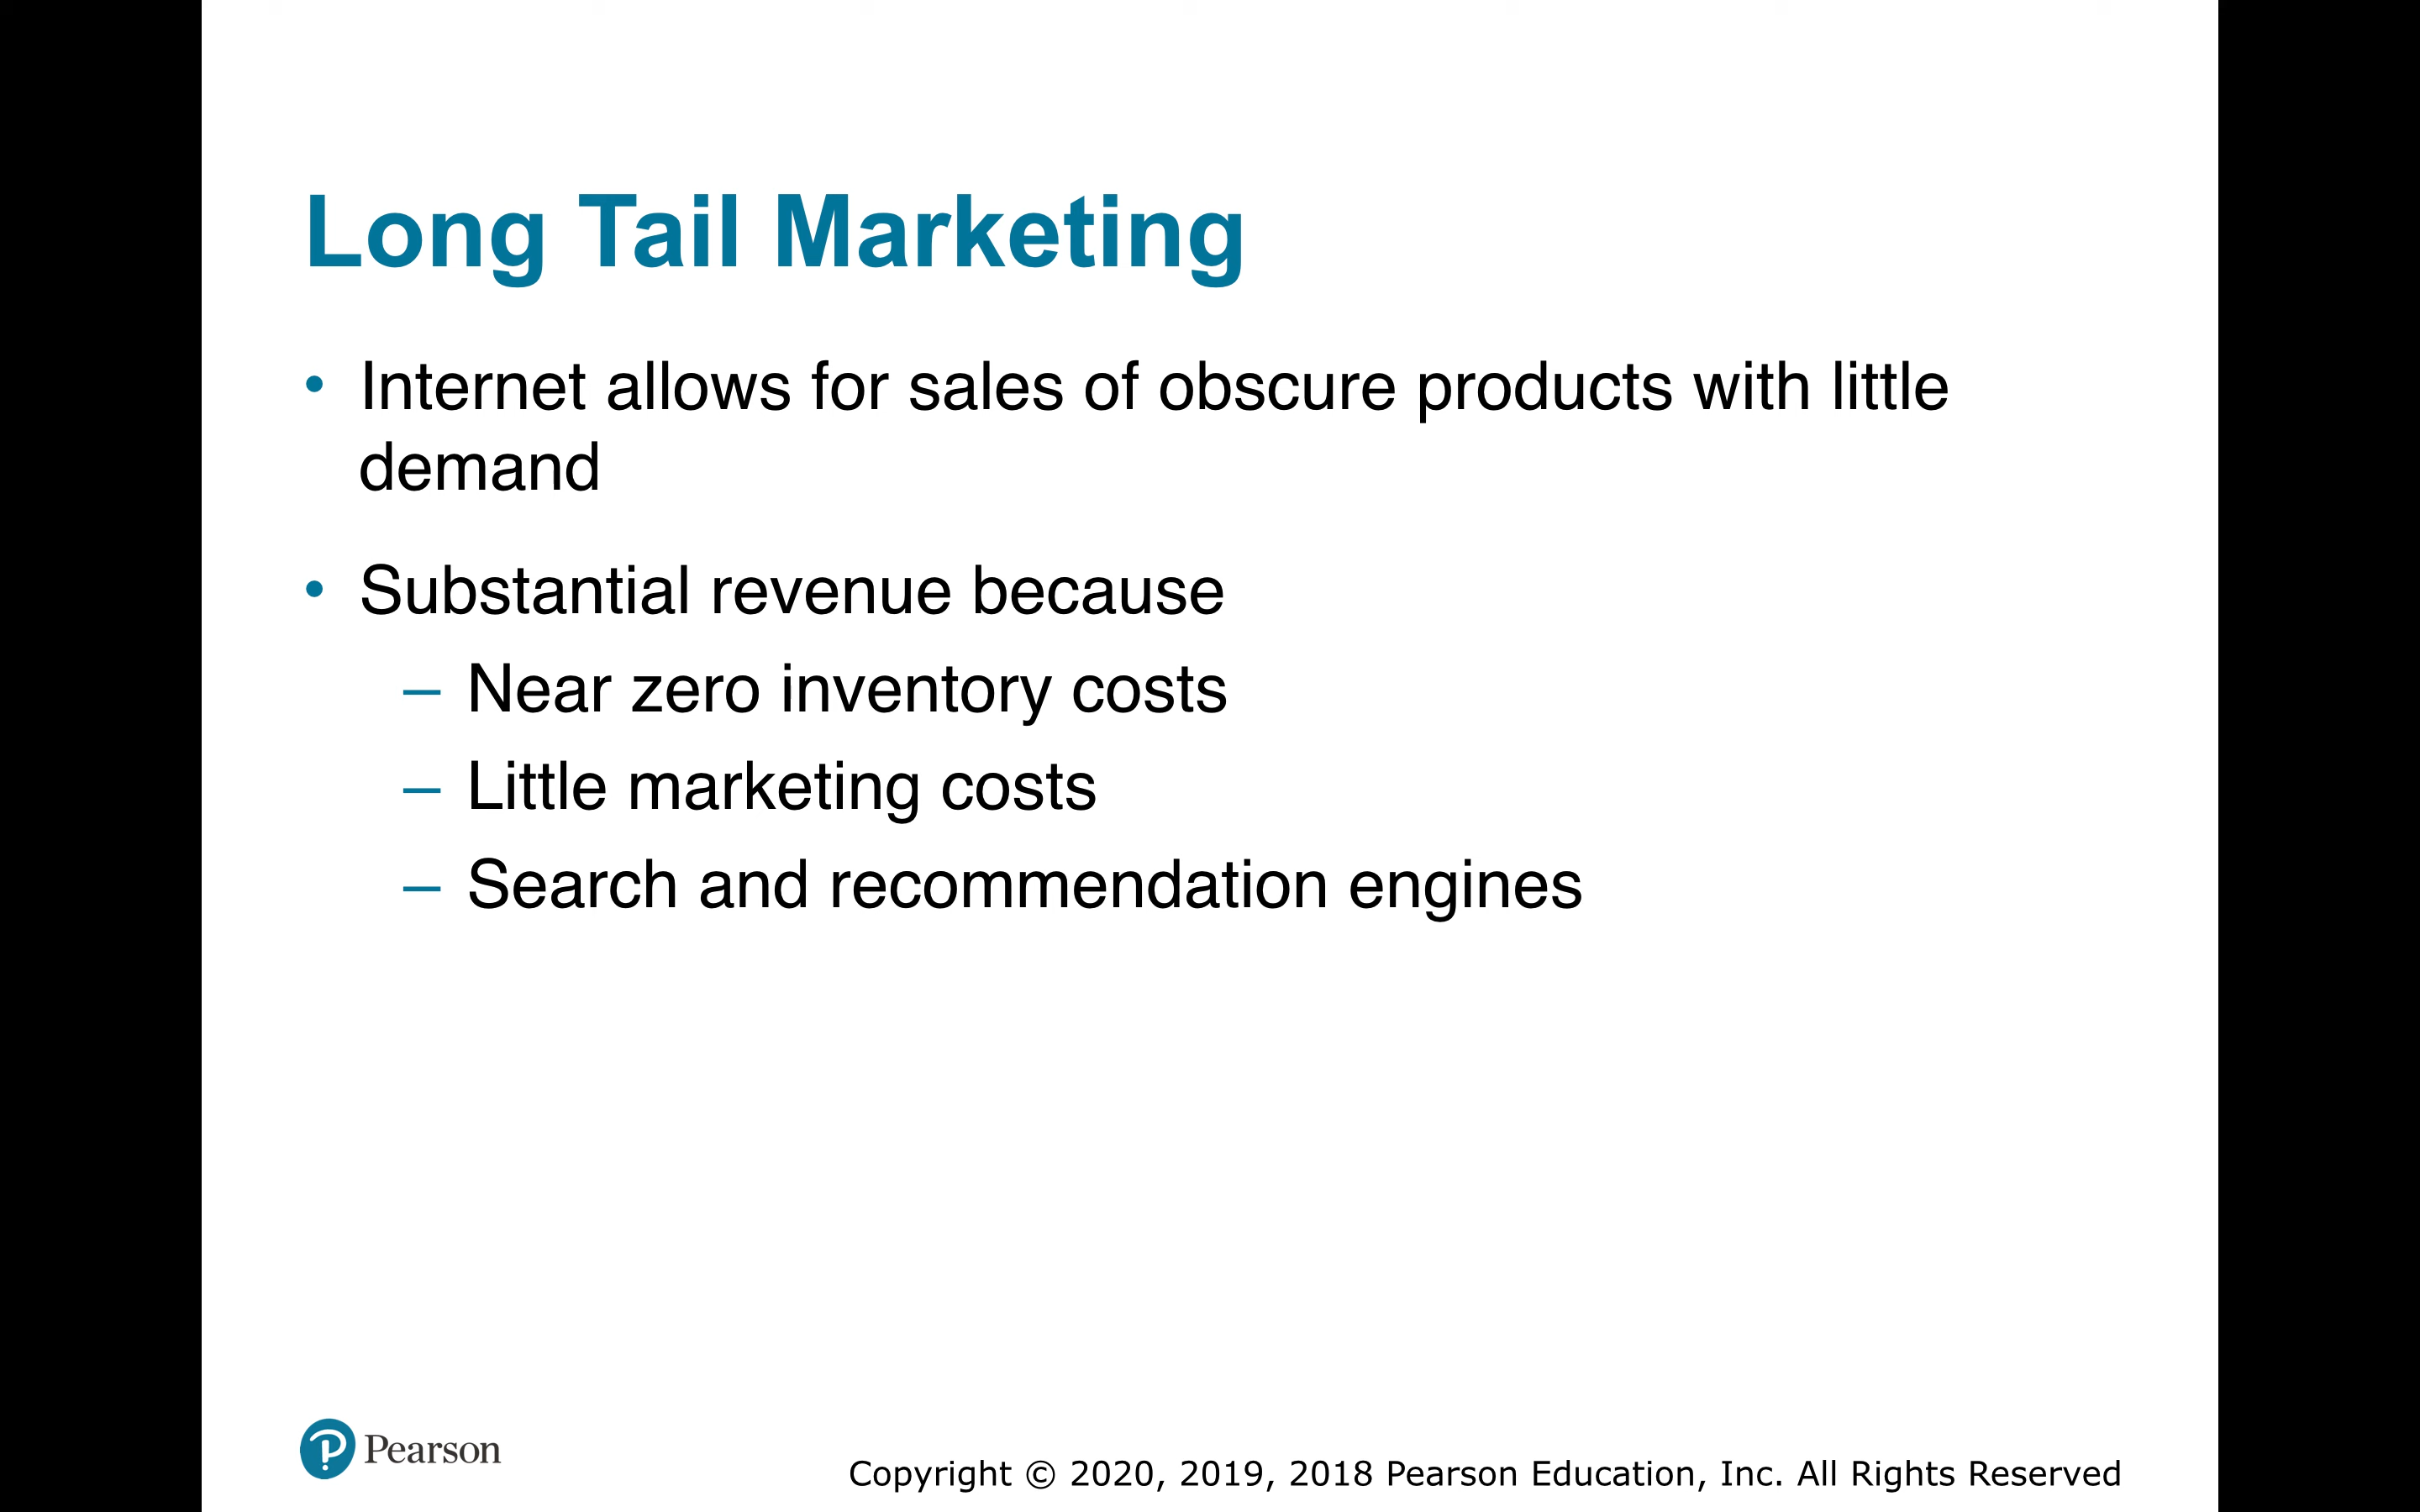 Long Tail Marketing
• Internet allows for sales of obscure products with little
demand
• Substantial revenue because
– Near zero inventory costs
– Little marketing costs
– Search and recommendation engines
P Pearson
Copyright © 2020, 2019, 2018 Pearson Education, Inc. All Rights Reserved